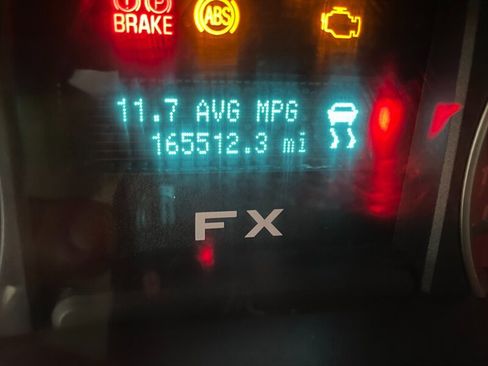 (!) (P)
BRAKE
ABS
11.7 AVG MPG
165512.3 mi
FX